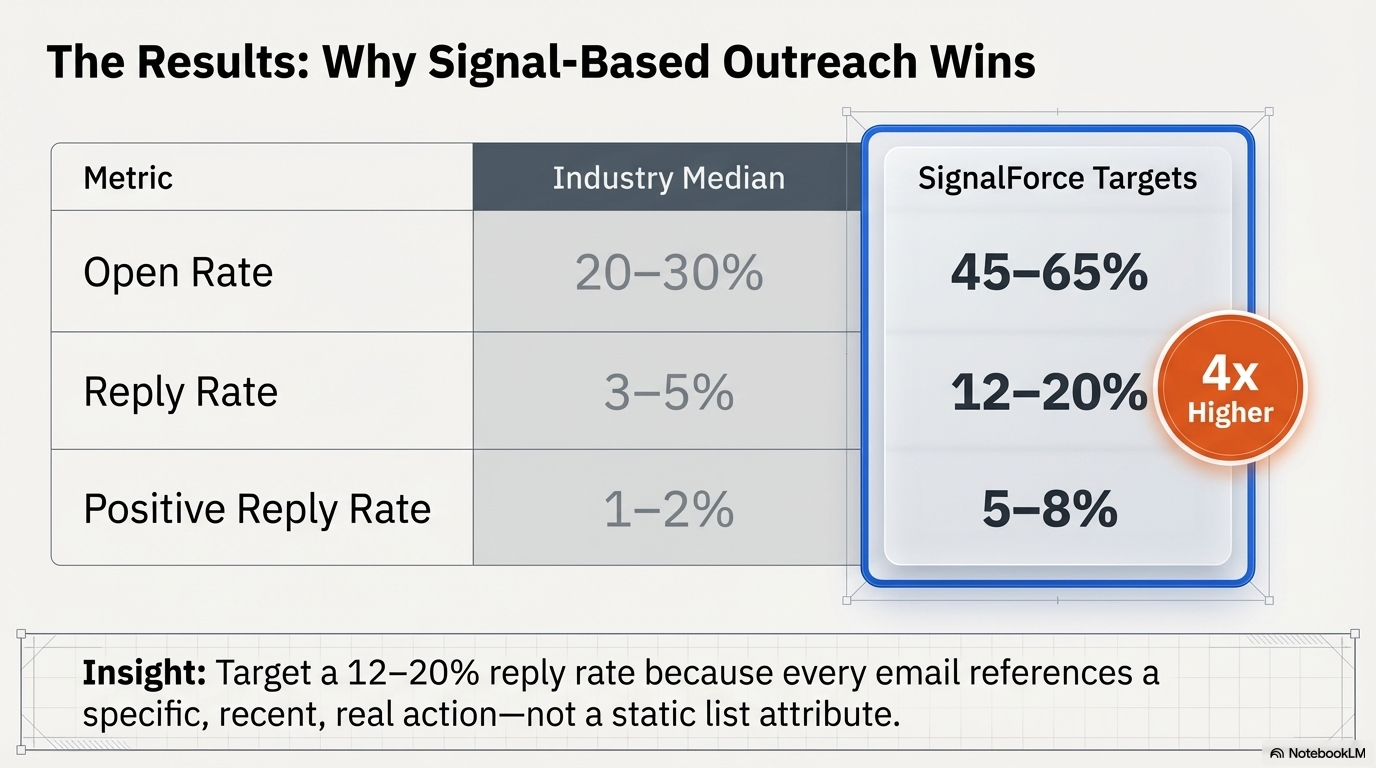 The Results: Why Signal-Based Outreach Wins
Metric
Industry Median
SignalForce Targets
Open Rate
20–30%
45–65%
Reply Rate
3–5%
12–20%
4x
Higher
Positive Reply Rate
1–2%
5–8%
Insight: Target a 12–20% reply rate because every email references a
specific, recent, real action—not a static list attribute.
NotebookLM